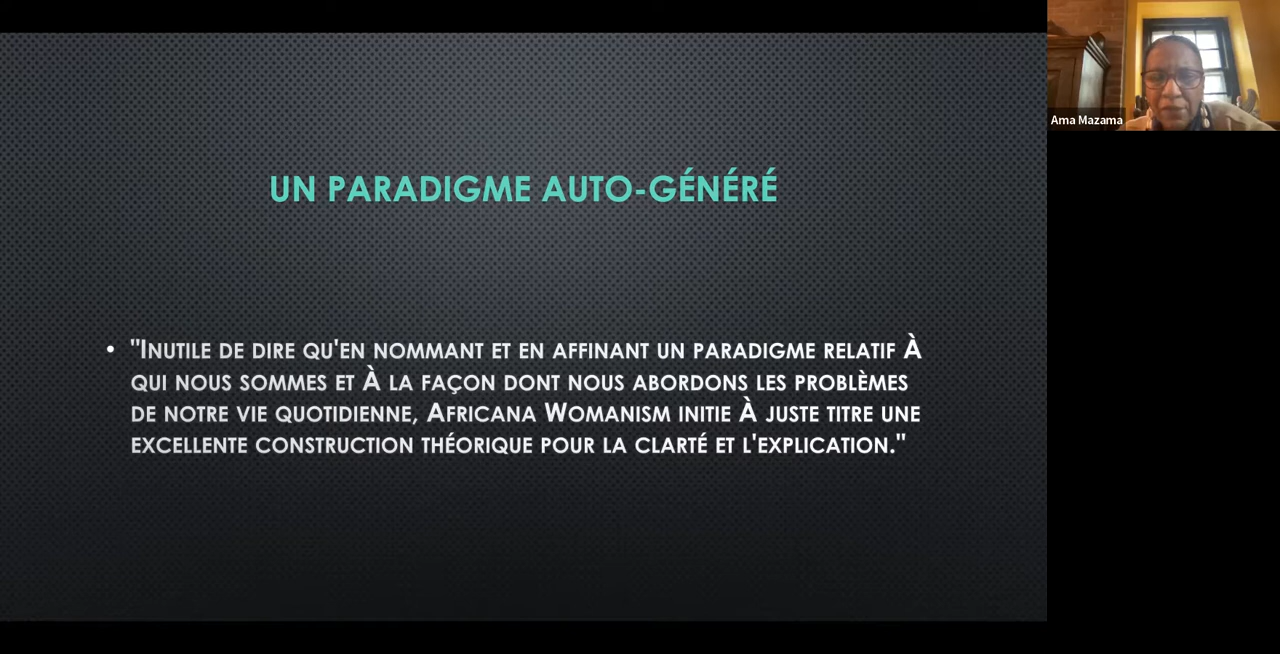 UN PARADIGME AUTO-GÉNÉRÉ
• "INUTILE DE DIRE QU'EN NOMMANT ET EN AFFINANT UN PARADIGME RELATIF À
QUI NOUS SOMMES ET À LA FAÇON DONT NOUS ABORDONS LES PROBLÈMES
DE NOTRE VIE QUOTIDIENNE, AFRICANA WOMANISM INITIE À JUSTE TITRE UNE
EXCELLENTE CONSTRUCTION THÉORIQUE POUR LA CLARTÉ ET L'EXPLICATION."
Ama Mazama